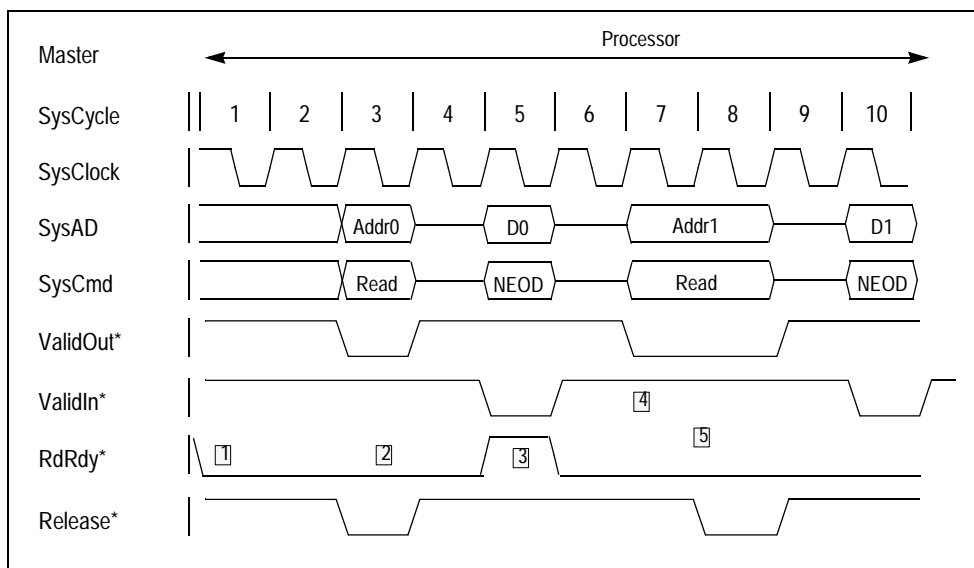 Processor
Master
SysCycle 1 2 3 4 5 6 7 8 9 10
SysClock
SysAD Addr0 D0 Addr1 D1
SysCmd Read NEOD Read NEOD
ValidOut*
ValidIn* 4
5
RdRdy* 1 2 3
Release*